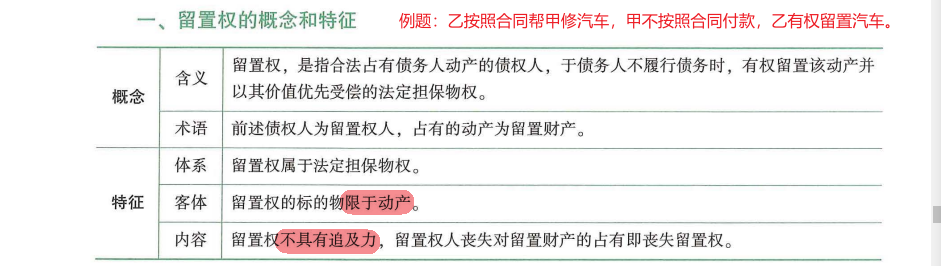 一、留置权的概念和特征 例题：乙按照合同帮甲修汽车，甲不按照合同付款，乙有权留置汽车。
概念
含义
留置权，是指合法占有债务人动产的债权人，于债务人不履行债务时，有权留置该动产并
以其价值优先受偿的法定担保物权。
术语
前述债权人为留置权人，占有的动产为留置财产。
特征
体系
留置权属于法定担保物权。
客体
留置权的标的物限于动产。
内容
留置权不具有追及力，留置权人丧失对留置财产的占有即丧失留置权。